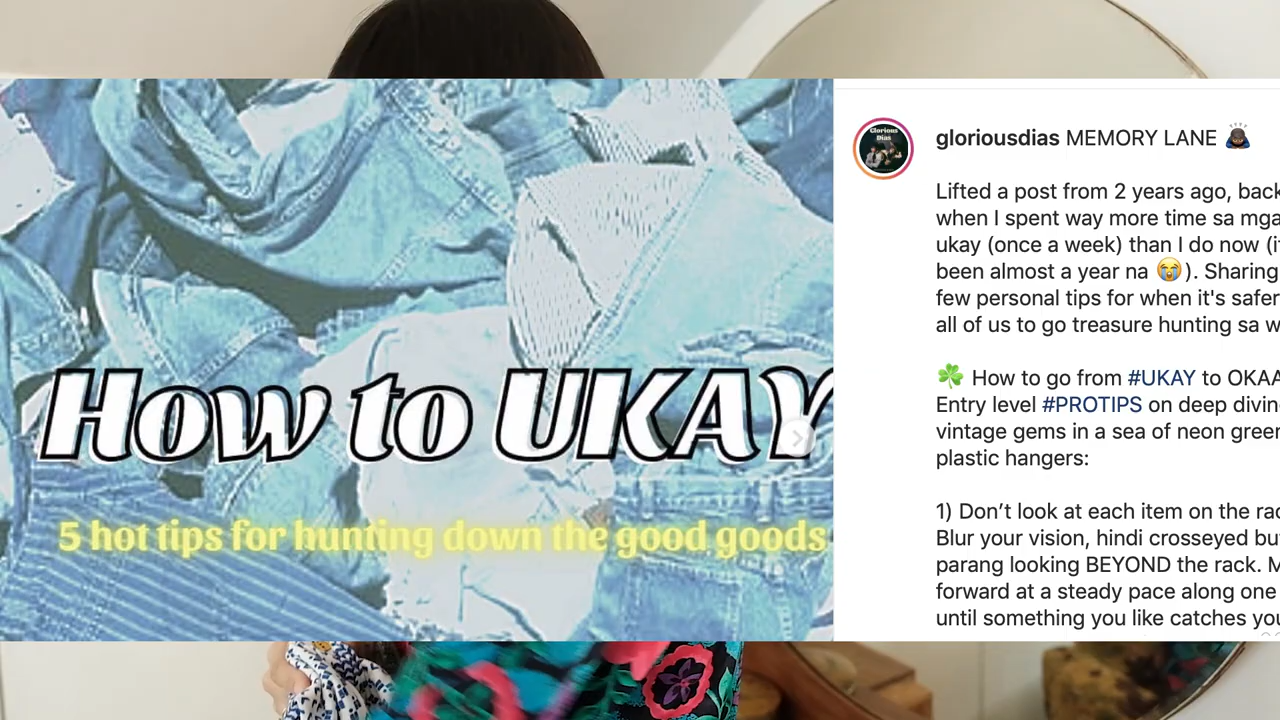 How to UKAY
5 hot tips for hunting down the good goods
Glorious
Dias
gloriousdias MEMORY LANE
Lifted a post from 2 years ago, back
when I spent way more time sa mga
ukay (once a week) than I do now (i
been almost a year na 😭). Sharing
few personal tips for when it's safer
all of us to go treasure hunting sa w
☘️ How to go from #UKAY to OKAA
Entry level #PROTIPS on deep divin
vintage gems in a sea of neon green
plastic hangers:
1) Don’t look at each item on the rac
Blur your vision, hindi crosseyed bu
parang looking BEYOND the rack. M
forward at a steady pace along one
until something you like catches you